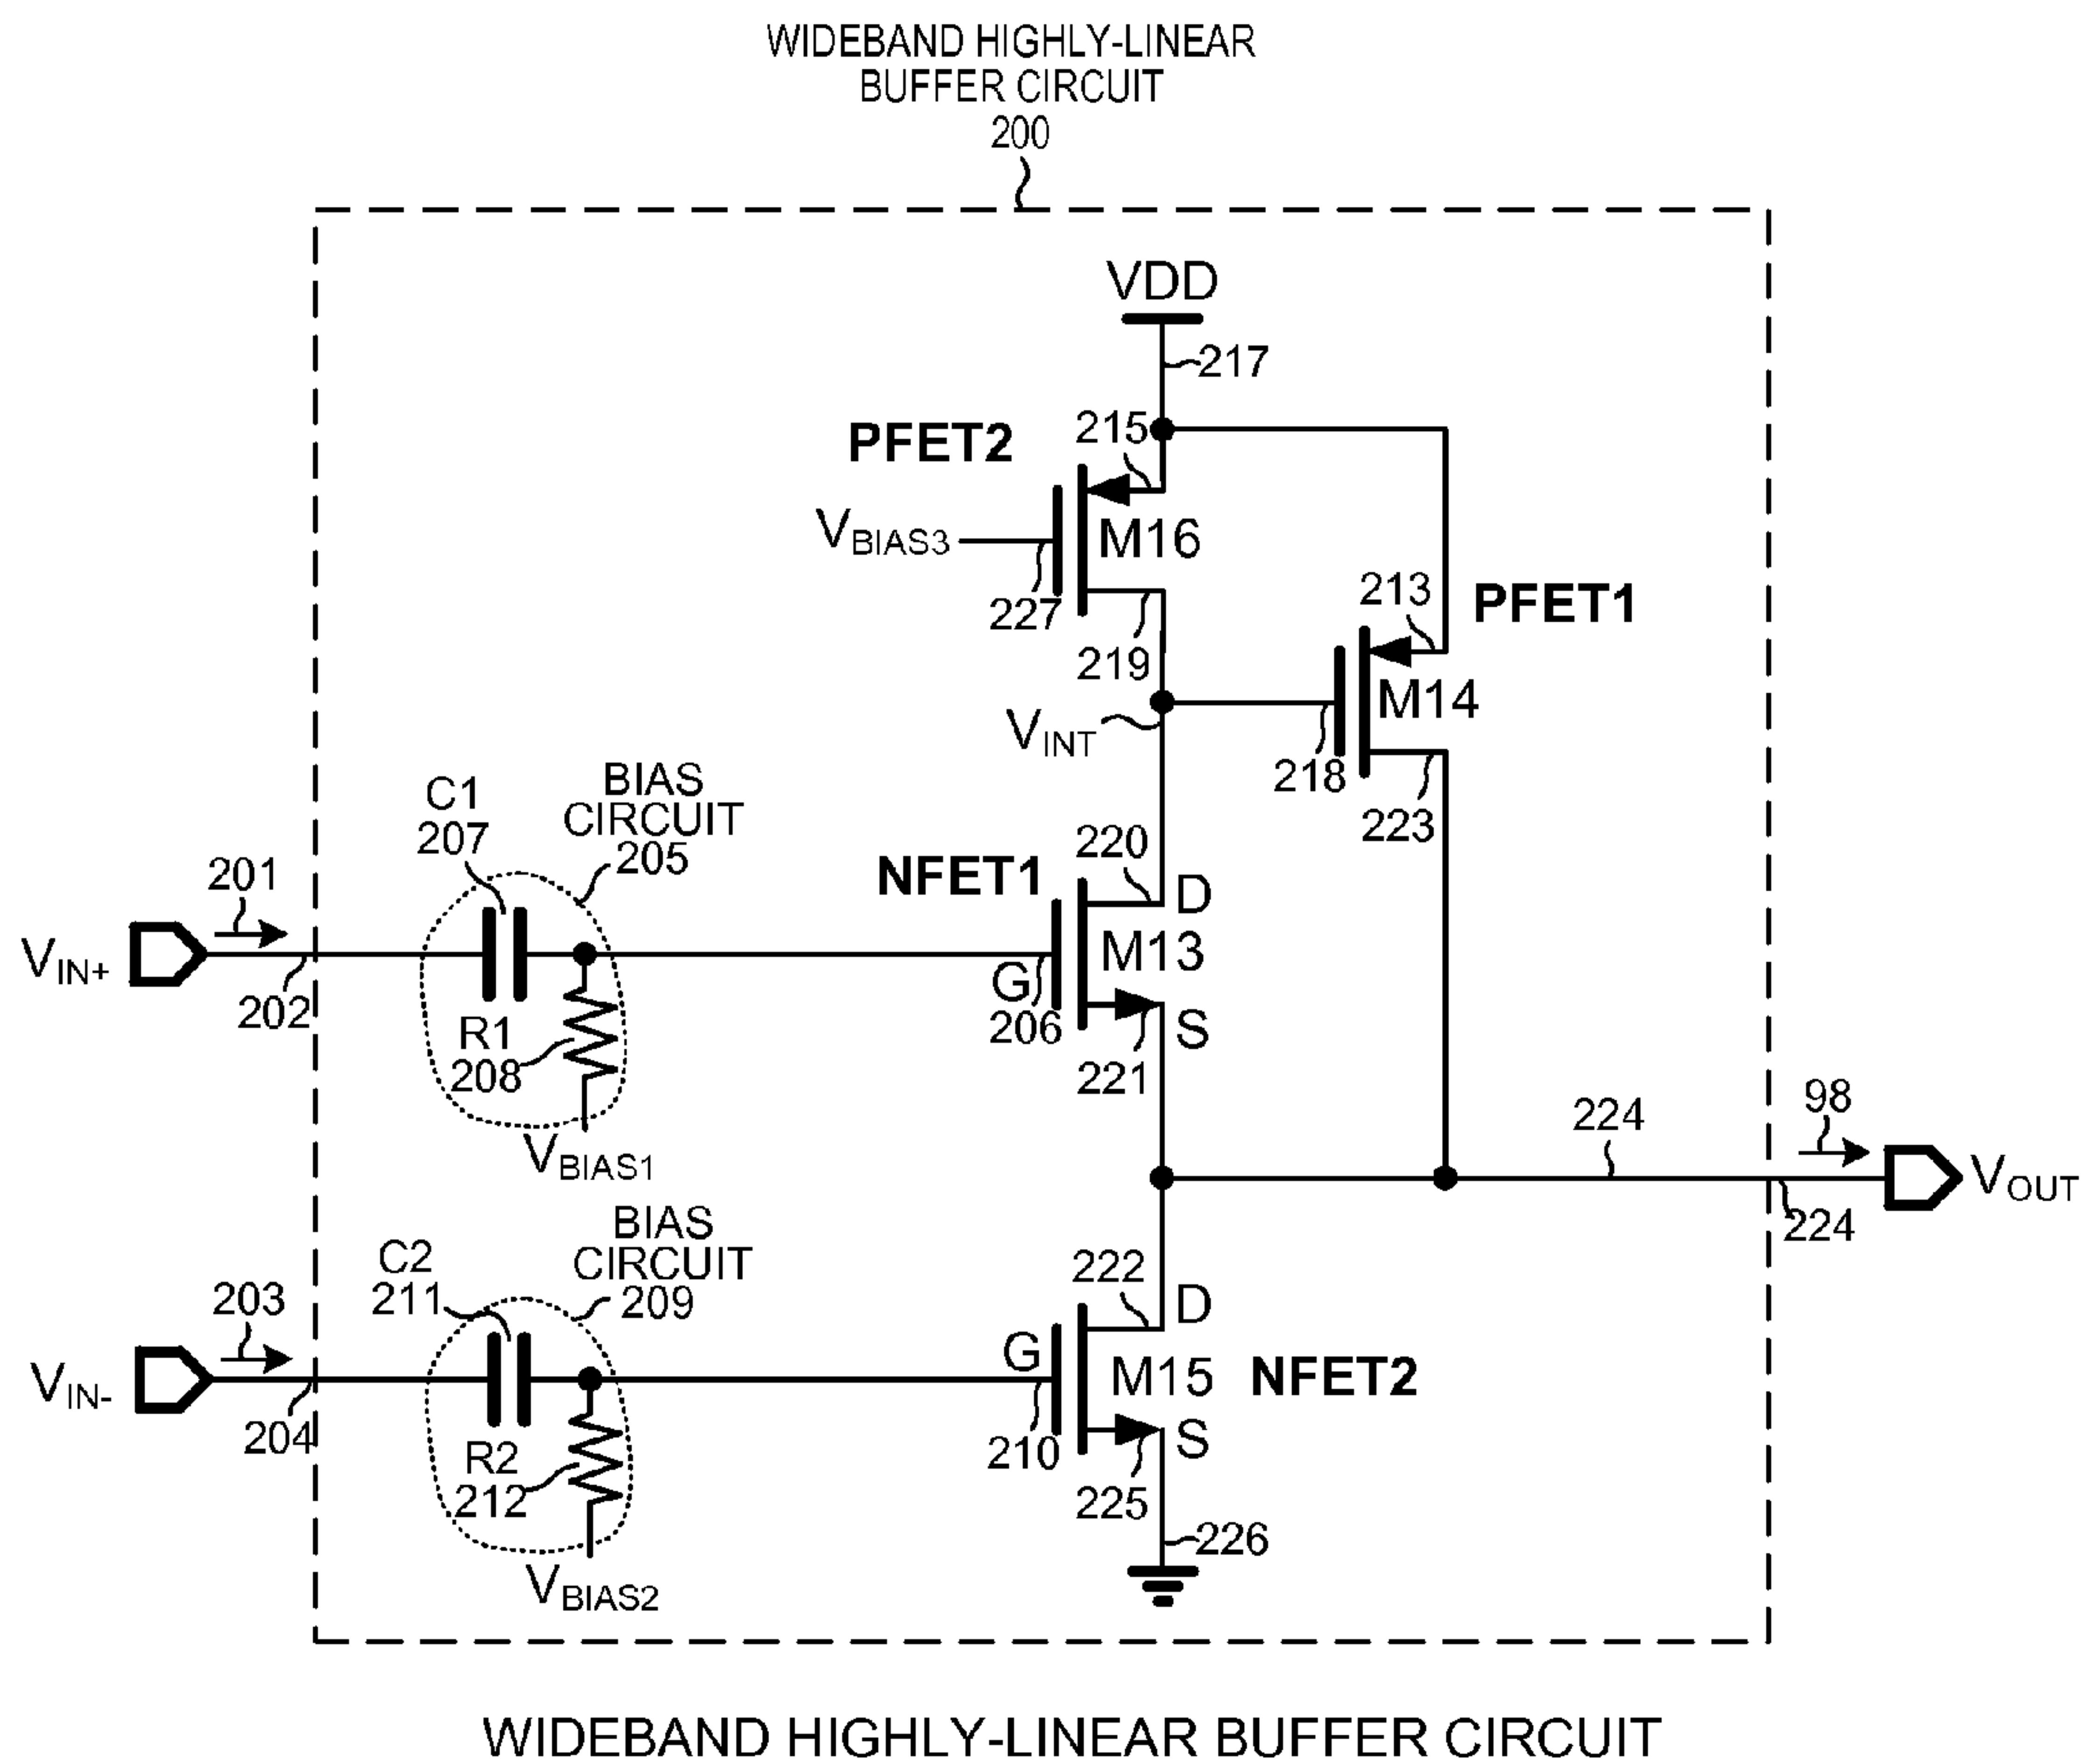 WIDEBAND HIGHLY-LINEAR
BUFFER CIRCUIT
200
VDD
217
215
PFET2
VBIAS3
M16
227
219
213
PFET1
M14
218
223
VINT
C1
207
BIAS
CIRCUIT
205
220
D
NFET1
201
VIN+
202
M13
G
206
S
221
R1
208
VBIAS1
224
98
VOUT
224
BIAS
CIRCUIT
209
C2
211
222
D
203
VIN-
204
G
M15
NFET2
210
S
225
R2
212
226
VBIAS2
WIDEBAND HIGHLY-LINEAR BUFFER CIRCUIT